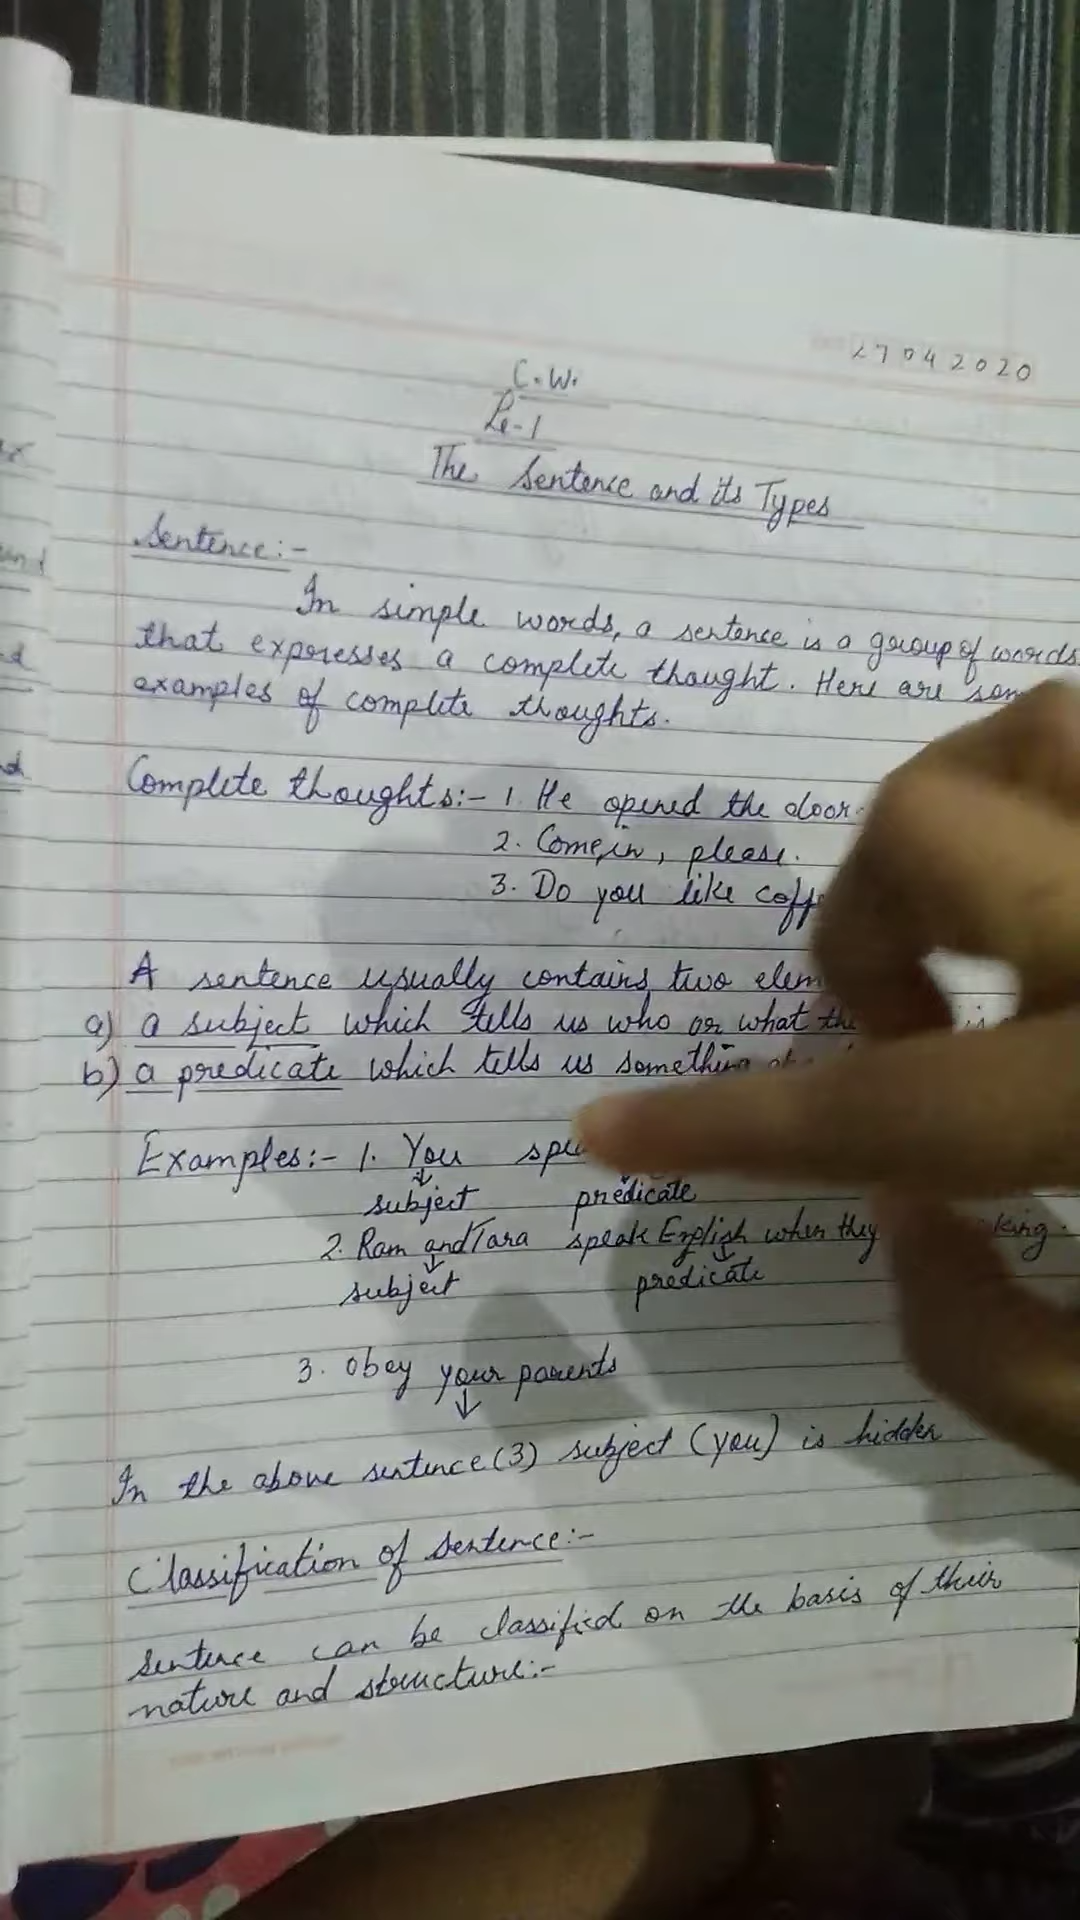 27042020
C.W.
Le-1
The Sentence and its Types
Sentence:-
In simple words, a sentence is a group of words
that expresses a complete thought. Here are
examples of complete thoughts.
Complete thoughts:- 1. He opened the door.
2. Come, in, please.
3. Do you like
A sentence usually contains two
a) a subject which tells us who or what the
b) a predicate which tells us something
Examples:- 1. You
subject predicate
2. Ram and Tara speak English when they
subject predicate
3. Obey your parents
In the above sentence (3) subject (you) is hidden
Classification of sentence:-
Sentence can be classified on the basis of their
nature and structure:-